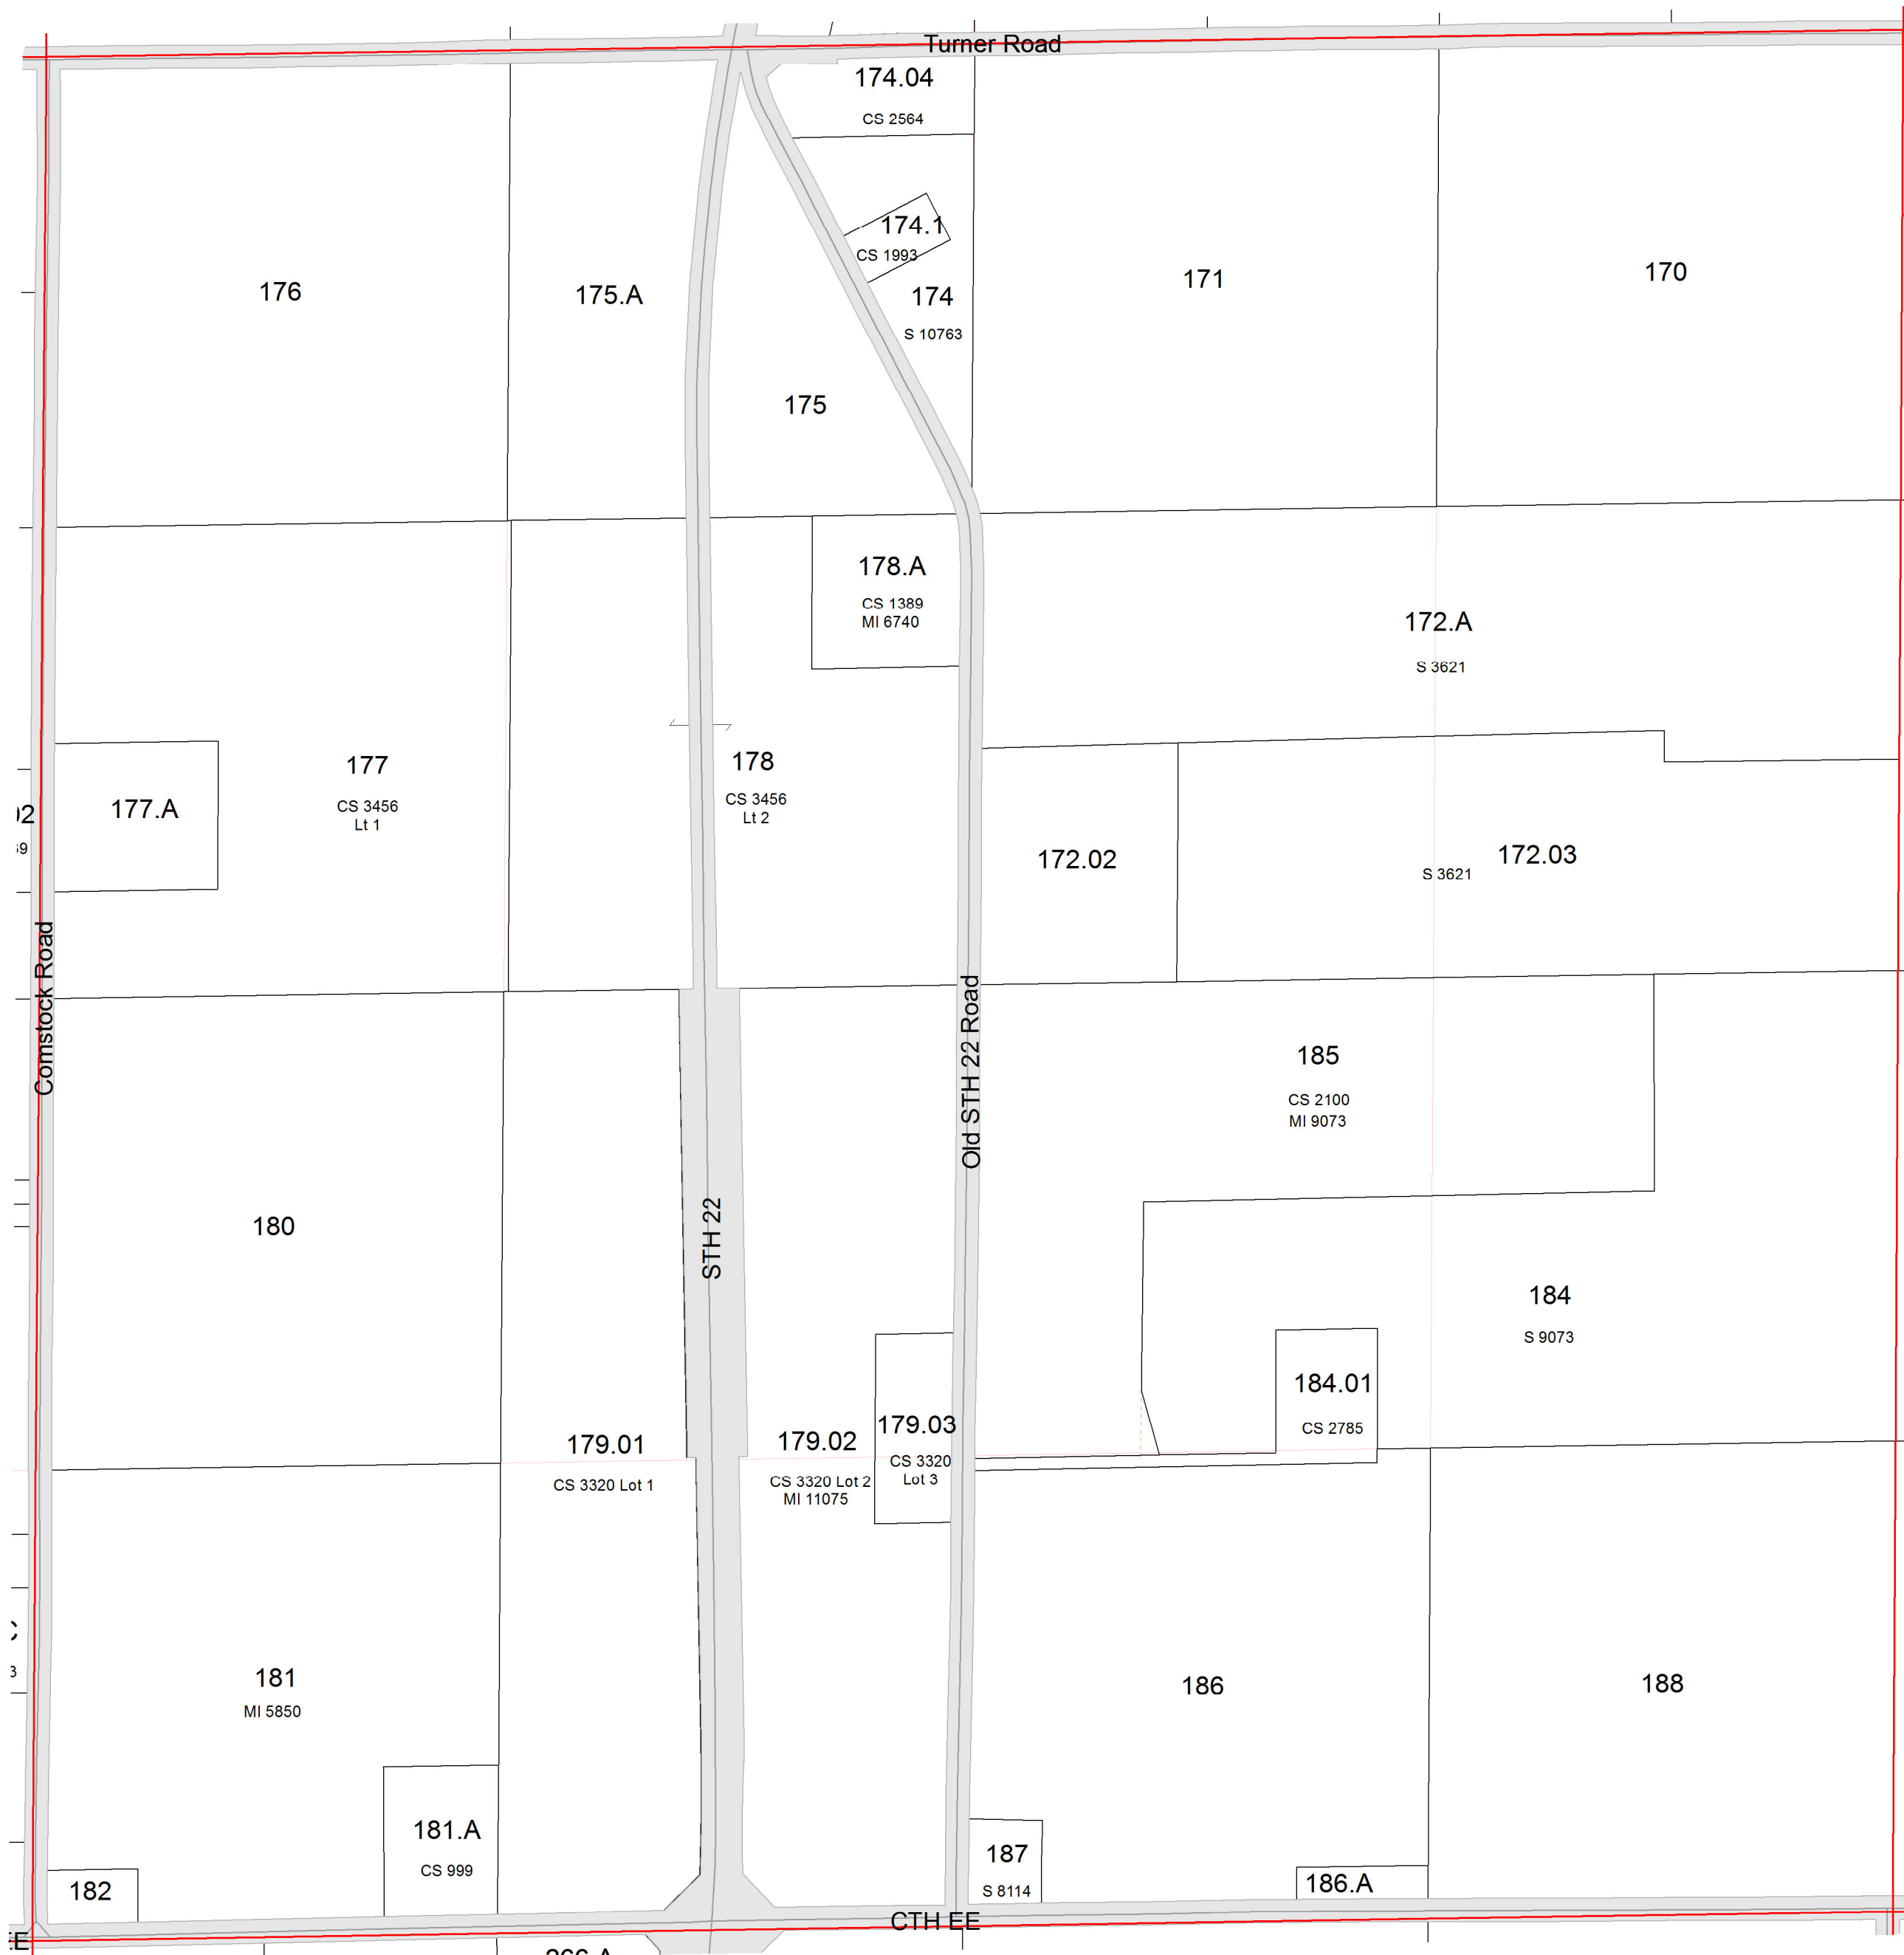 Turner Road
174.04
CS 2564
174.1
CS 1993
176
175.A
174
S 10763
171
170
175
178.A
CS 1389
MI 6740
172.A
S 3621
177
CS 3456
Lt 1
178
CS 3456
Lt 2
177.A
172.02
172.03
S 3621
Comstock Road
Old STH 22 Road
185
CS 2100
MI 9073
180
STH 22
184
S 9073
184.01
CS 2785
179.01
CS 3320 Lot 1
179.02
CS 3320 Lot 2
MI 11075
179.03
CS 3320
Lot 3
181
MI 5850
186
188
181.A
CS 999
182
187
S 8114
186.A
CTH EE